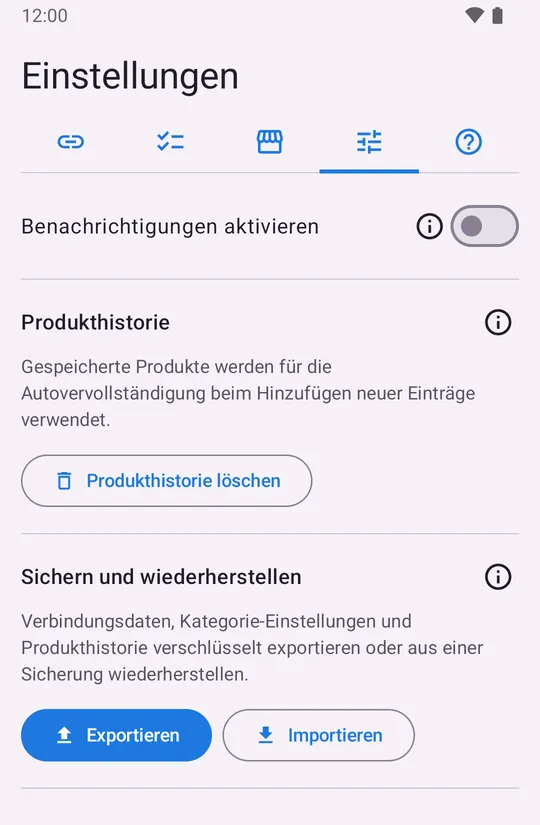 12:00
Einstellungen
Benachrichtigungen aktivieren
Produkthistorie
Gespeicherte Produkte werden für die
Autovervollständigung beim Hinzufügen neuer Einträge
verwendet.
Produkthistorie löschen
Sichern und wiederherstellen
Verbindungsdaten, Kategorie-Einstellungen und
Produkthistorie verschlüsselt exportieren oder aus einer
Sicherung wiederherstellen.
Exportieren Importieren